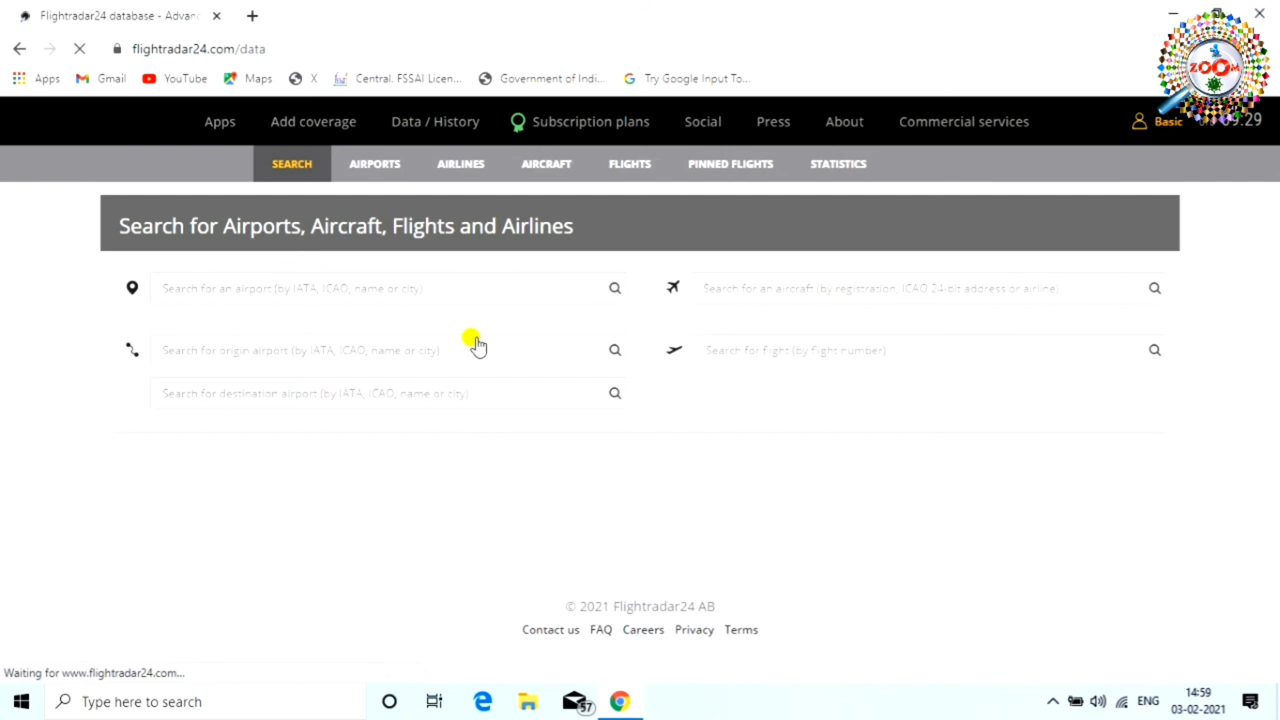 Flightradar24 database - Advan
flightradar24.com/data
Apps Gmail YouTube Maps X Central. FSSAI Licen... Government of Indi... Try Google Input To...
ZOOM
Apps Add coverage Data / History Subscription plans Social Press About Commercial services Basic 09:29
SEARCH AIRPORTS AIRLINES AIRCRAFT FLIGHTS PINNED FLIGHTS STATISTICS
Search for Airports, Aircraft, Flights and Airlines
Search for an airport (by IATA, ICAO, name or city)
Search for an aircraft (by registration, ICAO 24-bit address or airline)
Search for origin airport (by IATA, ICAO, name or city)
Search for flight (by flight number)
Search for destination airport (by IATA, ICAO, name or city)
© 2021 Flightradar24 AB
Contact us FAQ Careers Privacy Terms
Waiting for www.flightradar24.com...
Type here to search
57
ENG
14:59
03-02-2021